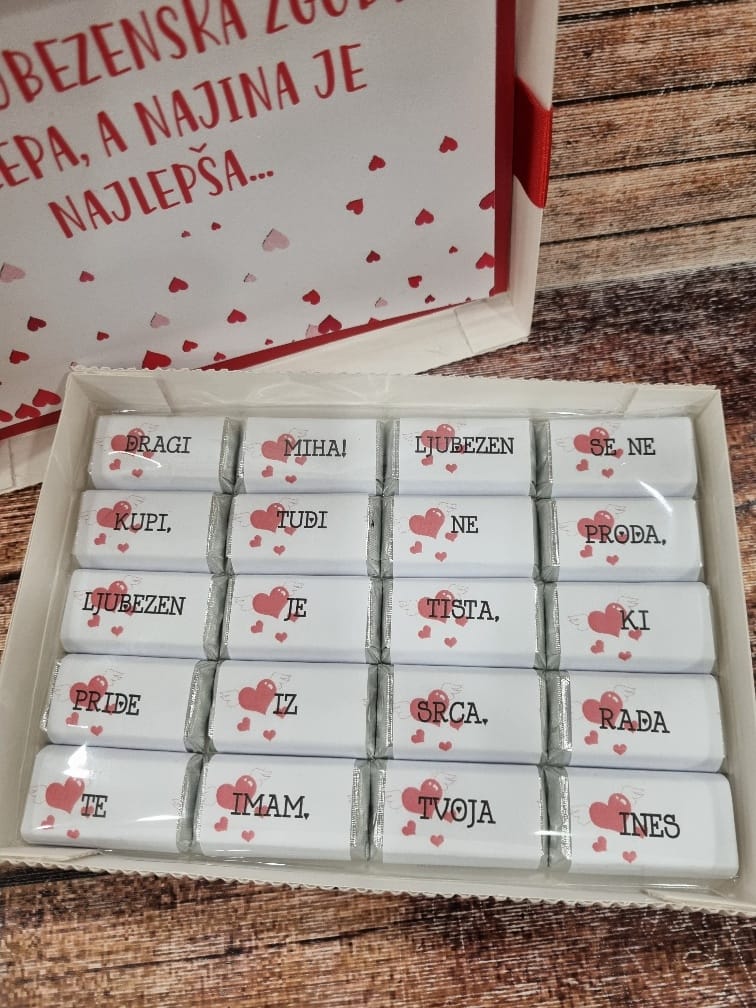 UBEZENSKA ZGOD
EPA, A NAJINA JE
NAJLEPŠA...
DRAGI MIHA! LJUBEZEN SE NE
KUPI, TUDI NE PRODA,
LJUBEZEN JE TISTA, KI
PRIDE IZ SRCA, RADA
TE IMAM, TVOJA INES